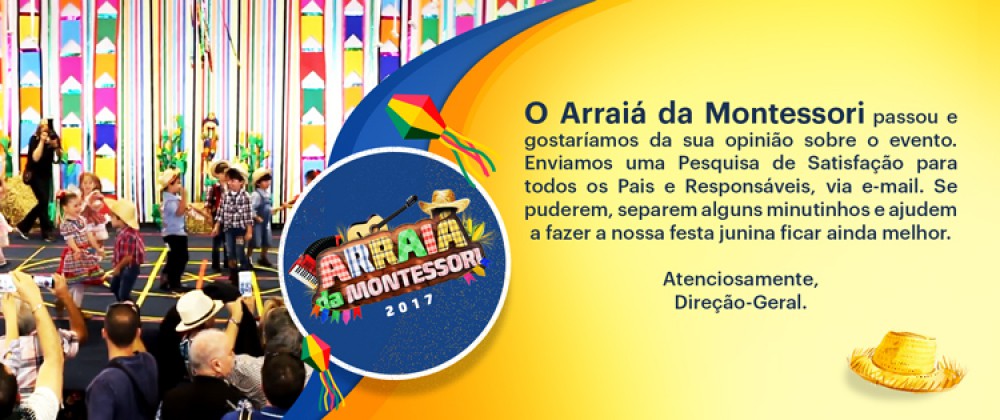 ARRAIÁ
da MONTESSORI
2017
O Arraiá da Montessori passou e
gostaríamos da sua opinião sobre o evento.
Enviamos uma Pesquisa de Satisfação para
todos os Pais e Responsáveis, via e-mail. Se
puderem, separem alguns minutinhos e ajudem
a fazer a nossa festa junina ficar ainda melhor.
Atenciosamente,
Direção-Geral.